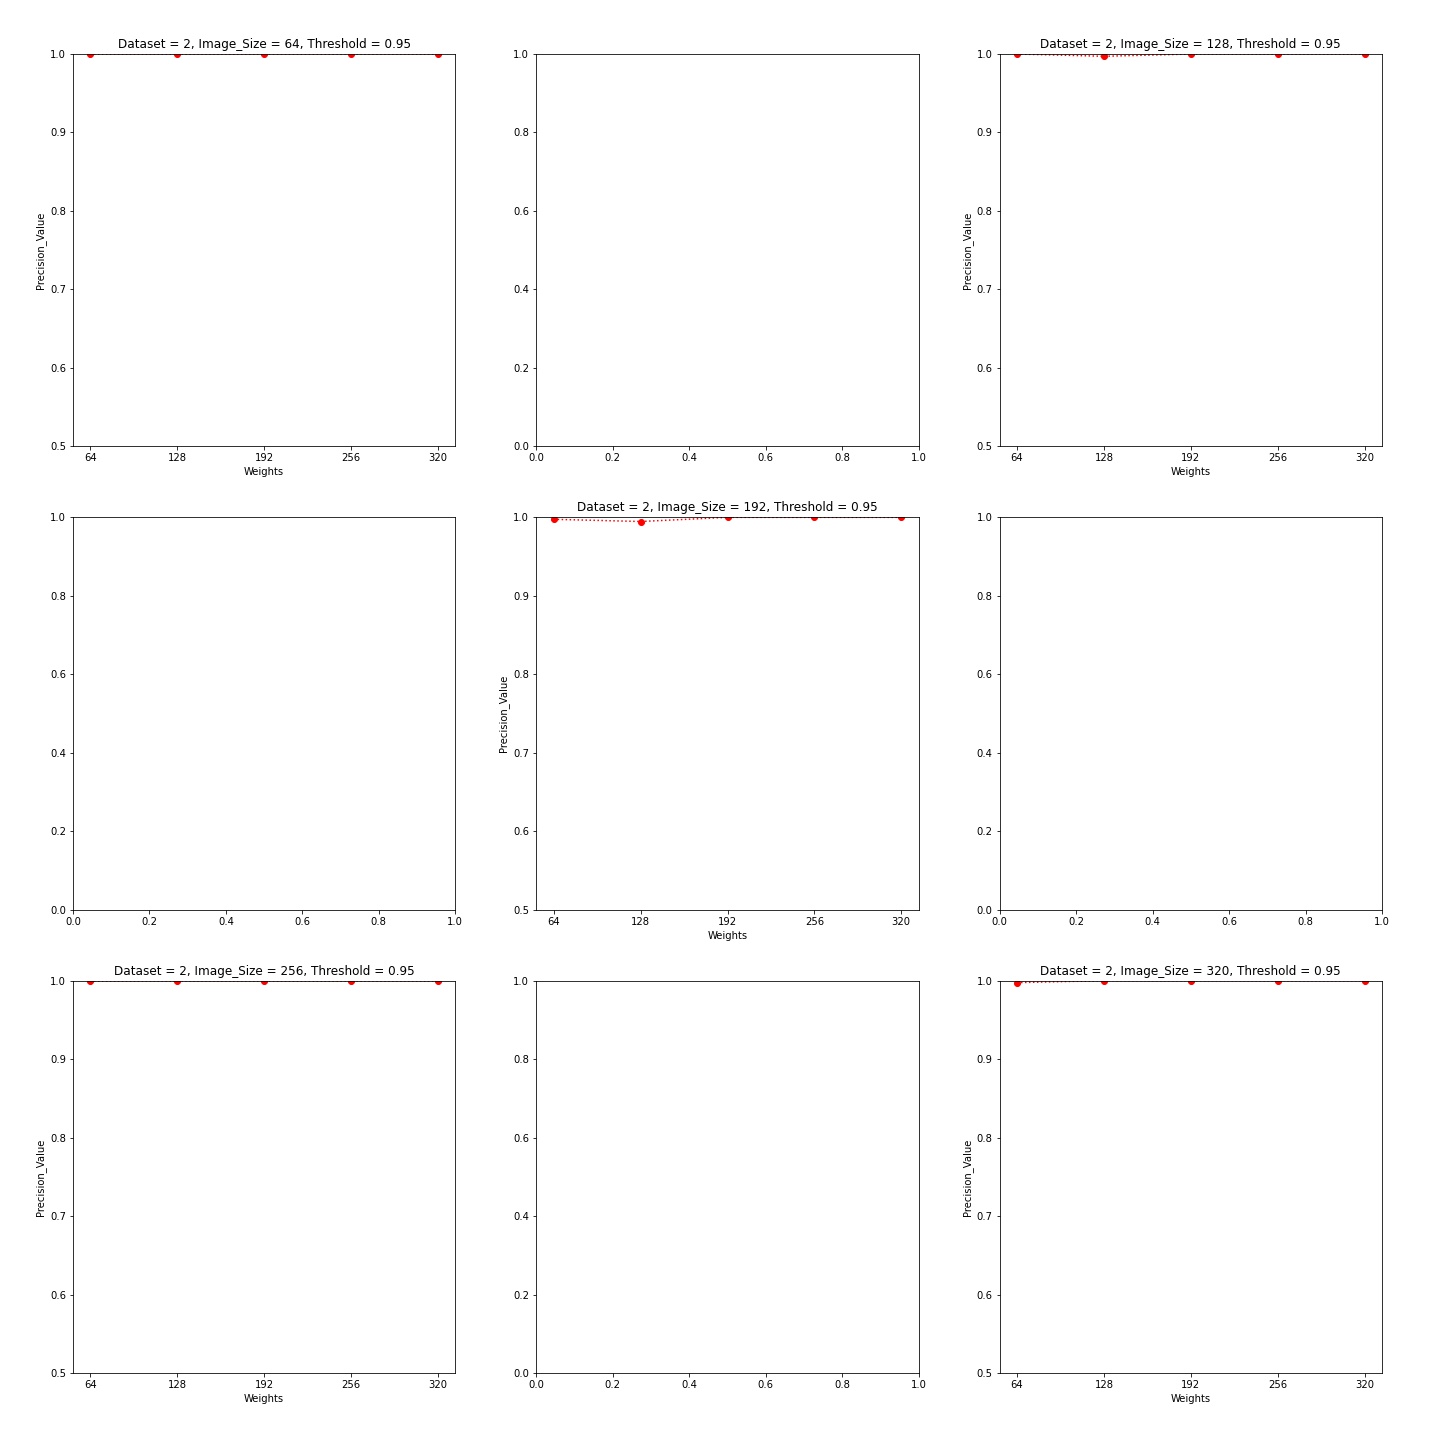 Dataset = 2, Image_Size = 64, Threshold = 0.95
1.0
0.9
0.8
0.7
0.6
0.5
Precision_Value
64 128 192 256 320
Weights
1.0
0.8
0.6
0.4
0.2
0.0
0.0 0.2 0.4 0.6 0.8 1.0
Dataset = 2, Image_Size = 128, Threshold = 0.95
1.0
0.9
0.8
0.7
0.6
0.5
Precision_Value
64 128 192 256 320
Weights
1.0
0.8
0.6
0.4
0.2
0.0
0.0 0.2 0.4 0.6 0.8 1.0
Dataset = 2, Image_Size = 192, Threshold = 0.95
1.0
0.9
0.8
0.7
0.6
0.5
Precision_Value
64 128 192 256 320
Weights
1.0
0.8
0.6
0.4
0.2
0.0
0.0 0.2 0.4 0.6 0.8 1.0
Dataset = 2, Image_Size = 256, Threshold = 0.95
1.0
0.9
0.8
0.7
0.6
0.5
Precision_Value
64 128 192 256 320
Weights
1.0
0.8
0.6
0.4
0.2
0.0
0.0 0.2 0.4 0.6 0.8 1.0
Dataset = 2, Image_Size = 320, Threshold = 0.95
1.0
0.9
0.8
0.7
0.6
0.5
Precision_Value
64 128 192 256 320
Weights